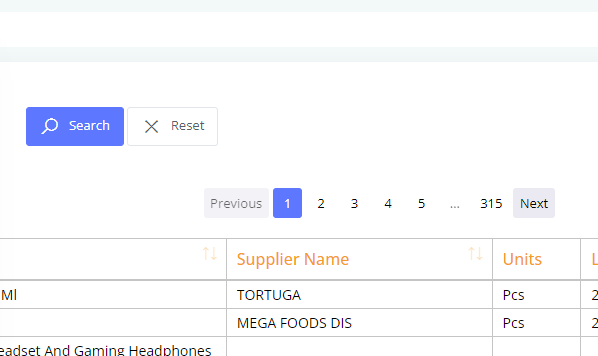 Search Reset
Previous 1 2 3 4 5 ... 315 Next
Supplier Name Units
Ml TORTUGA Pcs 2
MEGA FOODS DIS Pcs 2
eadset And Gaming Headphones